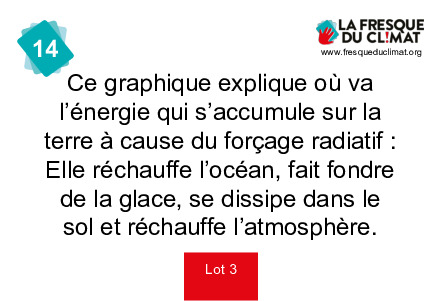 14
LA FRESQUE
DU CL!MAT
www.fresqueduclimat.org
Ce graphique explique où va
l'énergie qui s'accumule sur la
terre à cause du forçage radiatif :
Elle réchauffe l'océan, fait fondre
de la glace, se dissipe dans le
sol et réchauffe l'atmosphère.
Lot 3